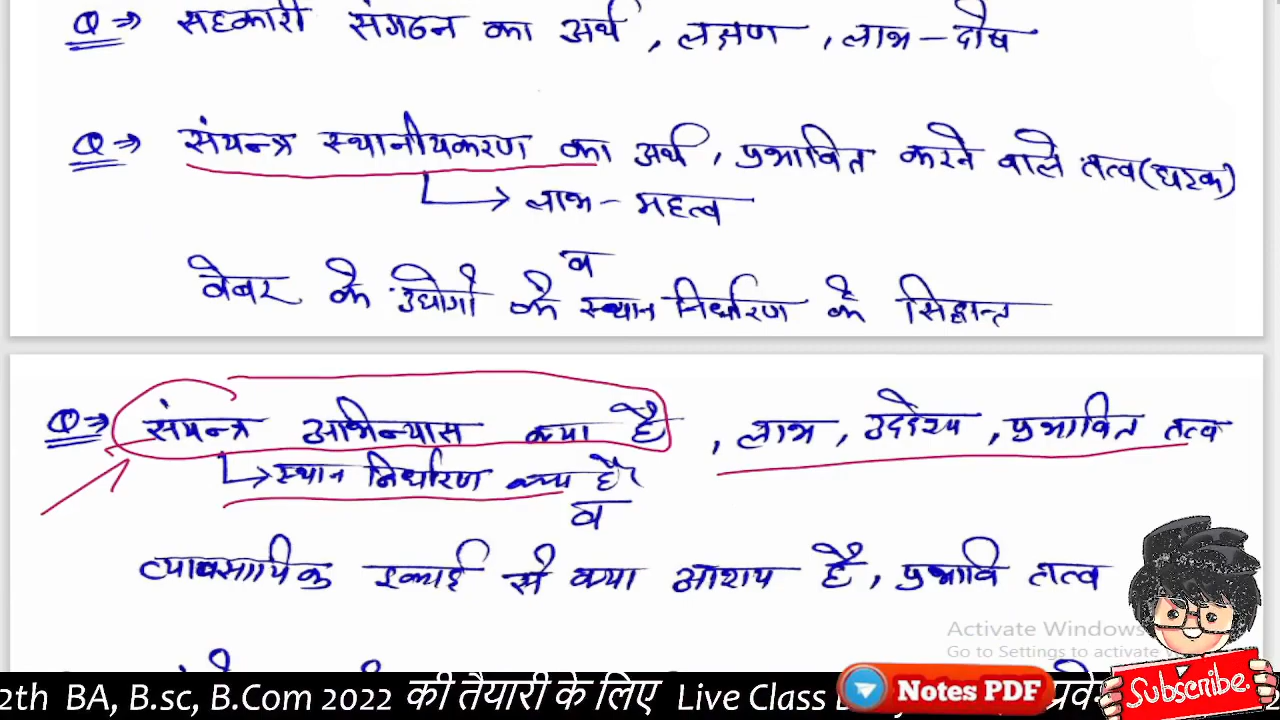 Q ⇒ सहकारी संगठन का अर्थ , लक्षण , लाभ - दोष
Q ⇒ संयन्त्र स्थानीयकरण का अर्थ , प्रभावित करने वाले तत्व (घटक)
↳ लाभ - महत्व
व
वेबर के उद्योगो के स्थान निर्धारण के सिद्धान्त
Q ⇒ संयन्त्र अभिन्यास क्या है , लाभ , उद्देश्य , प्रभावित तत्व
↳ स्थान निर्धारण क्या है।
व
व्यावसायिक इकाई से क्या आशय है , प्रभावि तत्व
Activate Windows
Go to Settings to activate
2th BA, B.sc, B.Com 2022 की तैयारी के लिए Live Class
Notes PDF
Subscribe